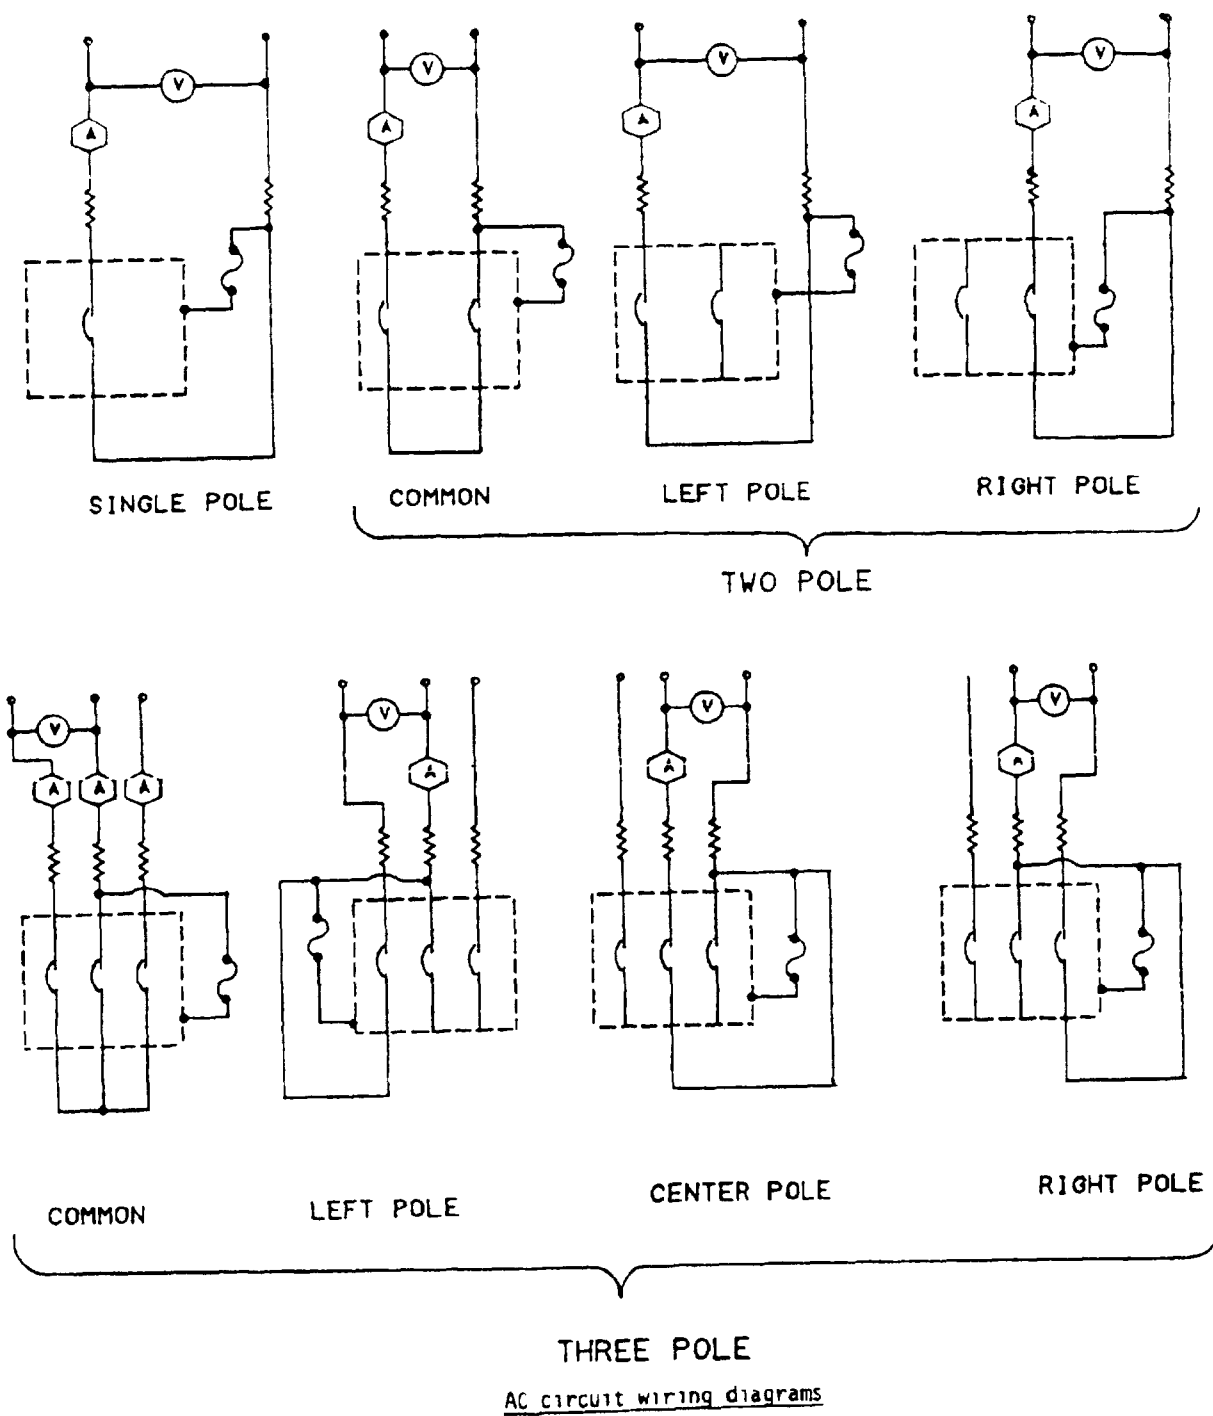 V
V
V
V
A
A
A
A
SINGLE POLE
COMMON
LEFT POLE
RIGHT POLE
TWO POLE
V
V
V
V
A
A
A
A
A
A
COMMON
LEFT POLE
CENTER POLE
RIGHT POLE
THREE POLE
AC circuit wiring diagrams